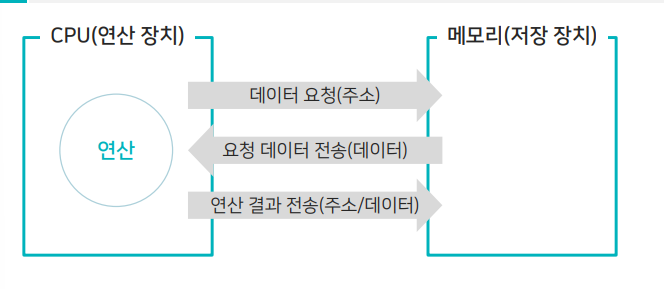 CPU(연산 장치)
메모리(저장 장치)
데이터 요청(주소)
연산
요청 데이터 전송(데이터)
연산 결과 전송(주소/데이터)